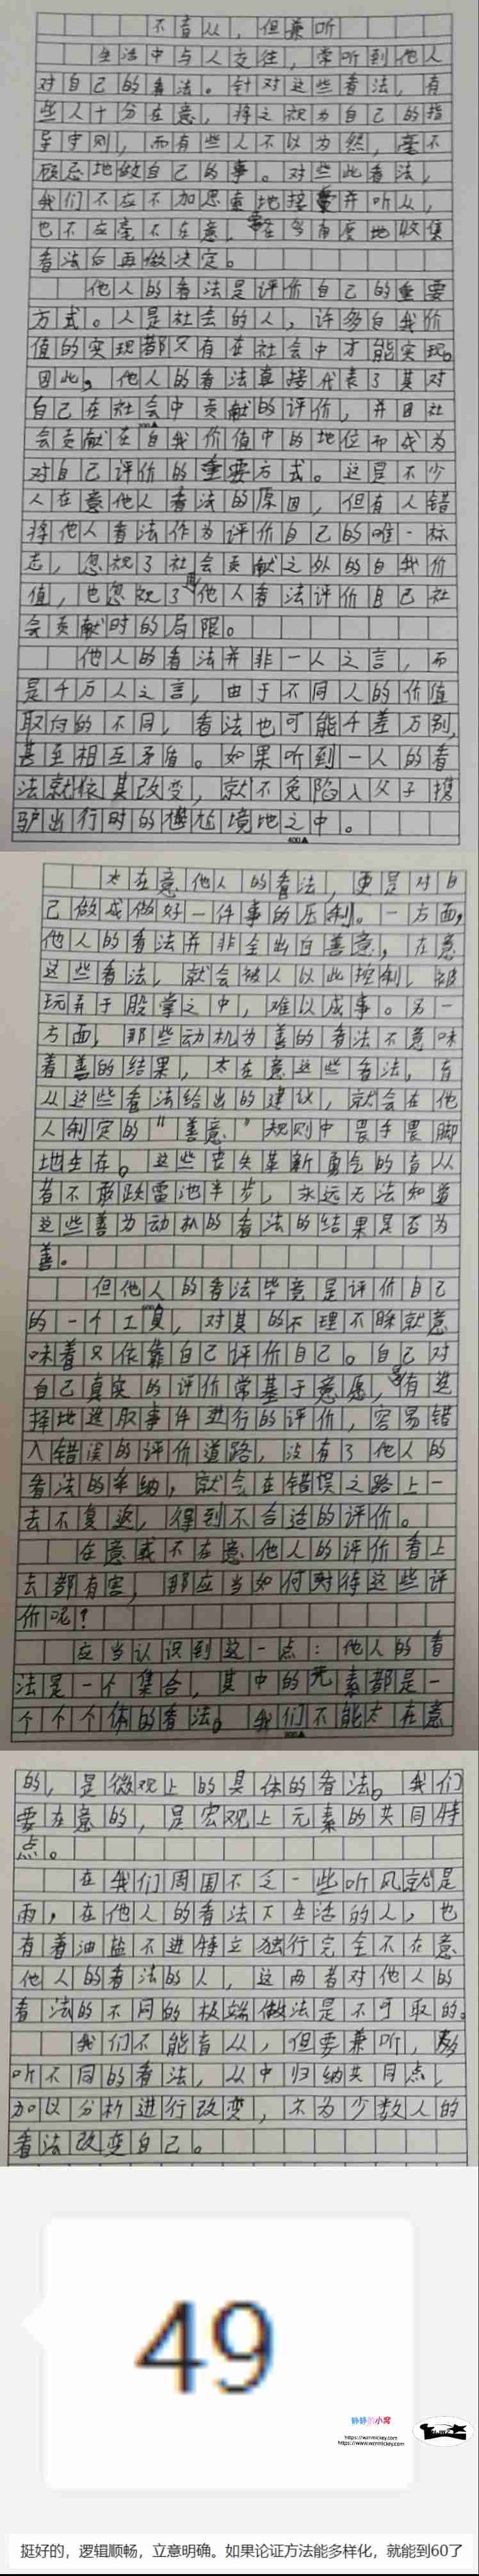 不盲从，但兼听
生活中与人交往，常听到他人
对自己的看法。针对这些看法，有
些人十分在意，将之视为自己的指
导守则，而有些人不以为然，毫不
顾忌地做自己的事。对些此看法，
我们不应不加思索地接受并听从，
也不应毫不在意，
地收集
看法后再做决定。
他人的看法是评价自己的重要
方式。人是社会的人，许多自我价
值的实现都只有在社会中才能实现。
因此，他人的看法直接代表了其对
自己在社会中贡献的评价，并因社
会贡献在自我价值中的地位而成为
对自己评价的重要方式。这是不少
人在意他人看法的原因，但有人错
将他人看法作为评价自己的唯一标
志，忽视了社会贡献之外的自我价
值，也忽视了他人看法评价自己社
会贡献时的局限。
他人的看法并非一人之言，而
是千万人之言，由于不同人的价值
取向的不同，看法也可能千差万别，
甚至相互矛盾。如果听到一人的看
法就依其改变，就不免陷入父子携
驴出行时的尴尬境地之中。
400▲
太在意他人的看法，更是对自
己做成做好一件事的压制。一方面，
他人的看法并非全出自善意，在意
这些看法，就会被人以此控制，被
玩弄于股掌之中，难以成事。另一
方面，那些动机为善的看法不意味
着善的结果，太在意这些看法，盲
从这些看法给出的建议，就会在他
人制定的“善意”规则中畏手畏脚
地生存。这些丧失革新勇气的盲从
者不敢跃雷池半步，永远无法知道
这些善为动机的看法的结果是否为
善。
但他人的看法毕竟是评价自己
的一个工具，对其的不理不睬就意
味着只依靠自己评价自己。自己对
自己真实的评价常基于意愿，是有选
择地选取事件进行的评价，容易错
入错误的评价道路，没有了他人的
看法的采纳，就会在错误之路上一
去不复返，得到不合适的评价。
在意或不在意他人的评价看上
去都有害，那应当如何对待这些评
价呢？
应当认识到这一点：他人的看
法是一个集合，其中的元素都是一
个个个体的看法。我们不能太在意
800▲
的，是微观上的具体的看法。我们
要在意的，是宏观上元素的共同特
点。
在我们周围不乏一些听风就是
雨，在他人的看法下生活的人，也
有着油盐不进特立独行完全不在意
他人的看法的人，这两者对他人的
看法的不同的极端做法是不可取的。
我们不能盲从，但要兼听，多
听不同的看法，从中归纳共同点，
加以分析进行改变，不为少数人的
看法改变自己。
49
静静的小窝
挺好的，逻辑顺畅，立意明确。如果论证方法能多样化，就能到60了